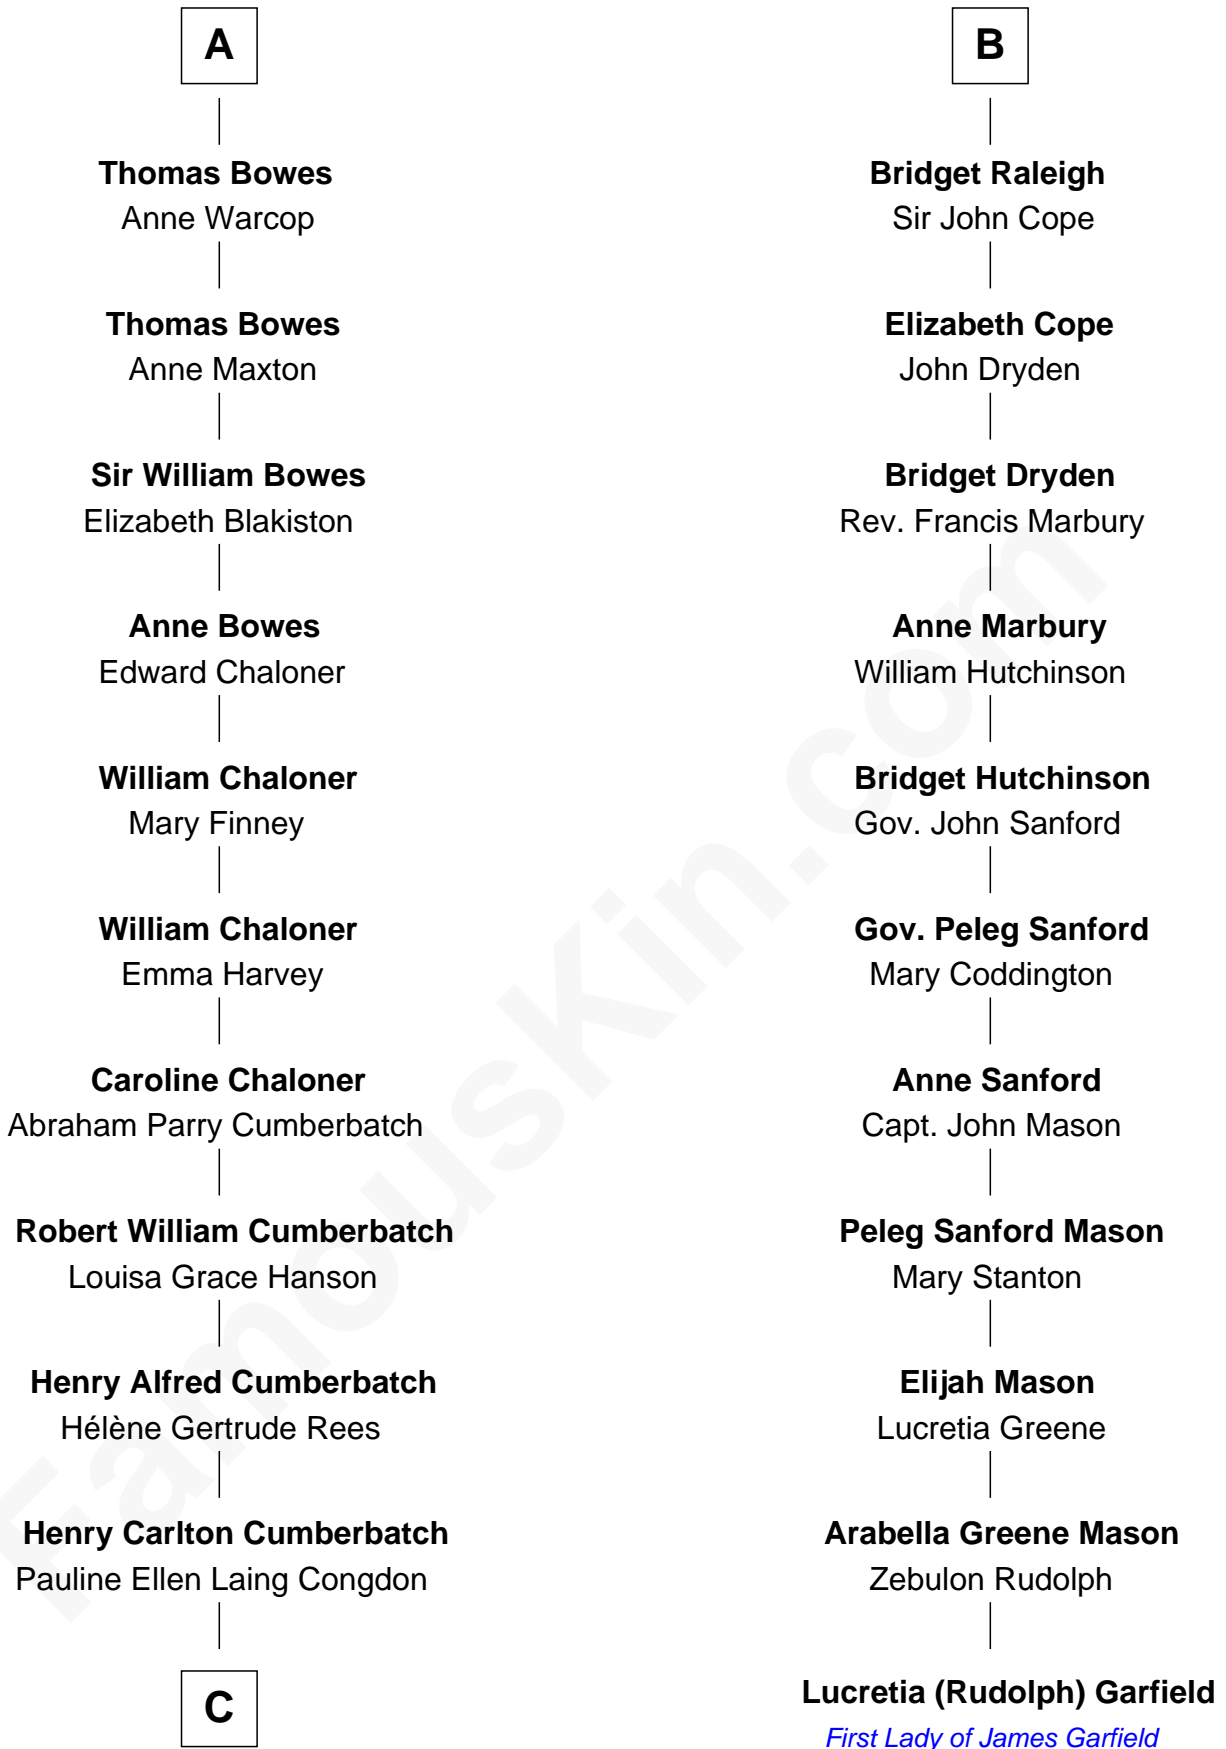 A
Thomas Bowes
Anne Warcop
Thomas Bowes
Anne Maxton
Sir William Bowes
Elizabeth Blakiston
Anne Bowes
Edward Chaloner
William Chaloner
Mary Finney
William Chaloner
Emma Harvey
Caroline Chaloner
Abraham Parry Cumberbatch
Robert William Cumberbatch
Louisa Grace Hanson
Henry Alfred Cumberbatch
Hélène Gertrude Rees
Henry Carlton Cumberbatch
Pauline Ellen Laing Congdon
C
B
Bridget Raleigh
Sir John Cope
Elizabeth Cope
John Dryden
Bridget Dryden
Rev. Francis Marbury
Anne Marbury
William Hutchinson
Bridget Hutchinson
Gov. John Sanford
Gov. Peleg Sanford
Mary Coddington
Anne Sanford
Capt. John Mason
Peleg Sanford Mason
Mary Stanton
Elijah Mason
Lucretia Greene
Arabella Greene Mason
Zebulon Rudolph
Lucretia (Rudolph) Garfield
First Lady of James Garfield
FamousKin.com